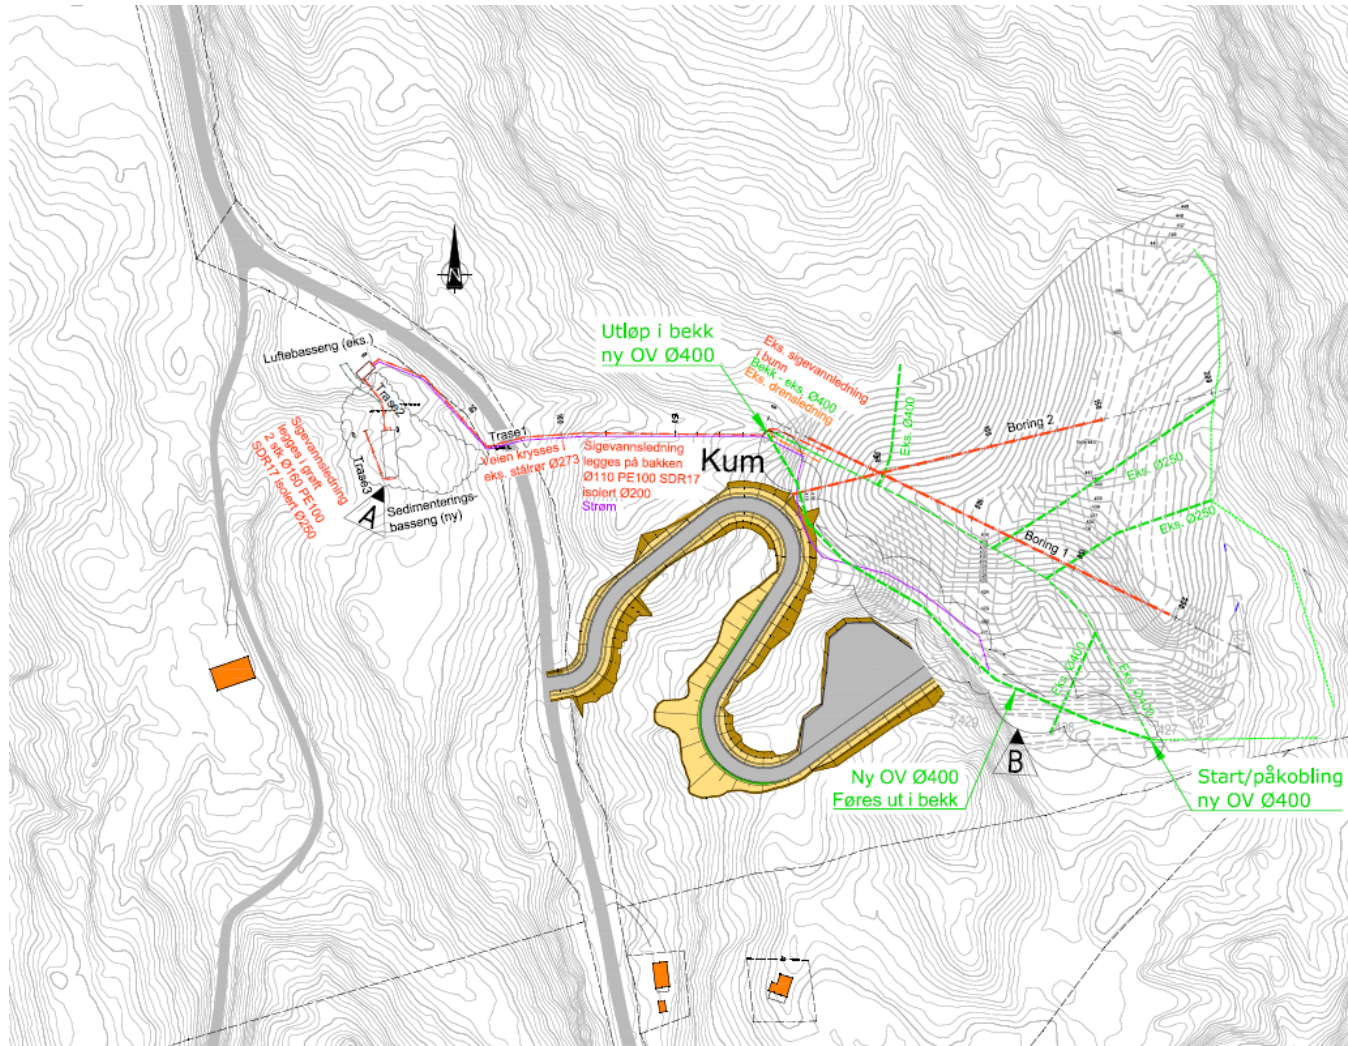 N
Utløp i bekk
ny OV Ø400
Eks. sigevannledning
i bunn
Bekk - eks. Ø400
Eks. drensledning
Eks. Ø400
Luftebasseng (eks.)
Trase2
Trase1
Trase3
Sigevannsledning
legges i grøft
2 stk Ø160 PE100
SDR17 isolert Ø250
Veien krysses i
eks. stålrør Ø273
Sigevannsledning
legges på bakken
Ø110 PE100 SDR17
isolert Ø200
Strøm
Kum
A
Sedimenterings-
basseng (ny)
Boring 2
Eks. Ø250
Eks. Ø250
Boring 1
Eks. Ø400
Eks. Ø400
B
Ny OV Ø400
Føres ut i bekk
Start/påkobling
ny OV Ø400